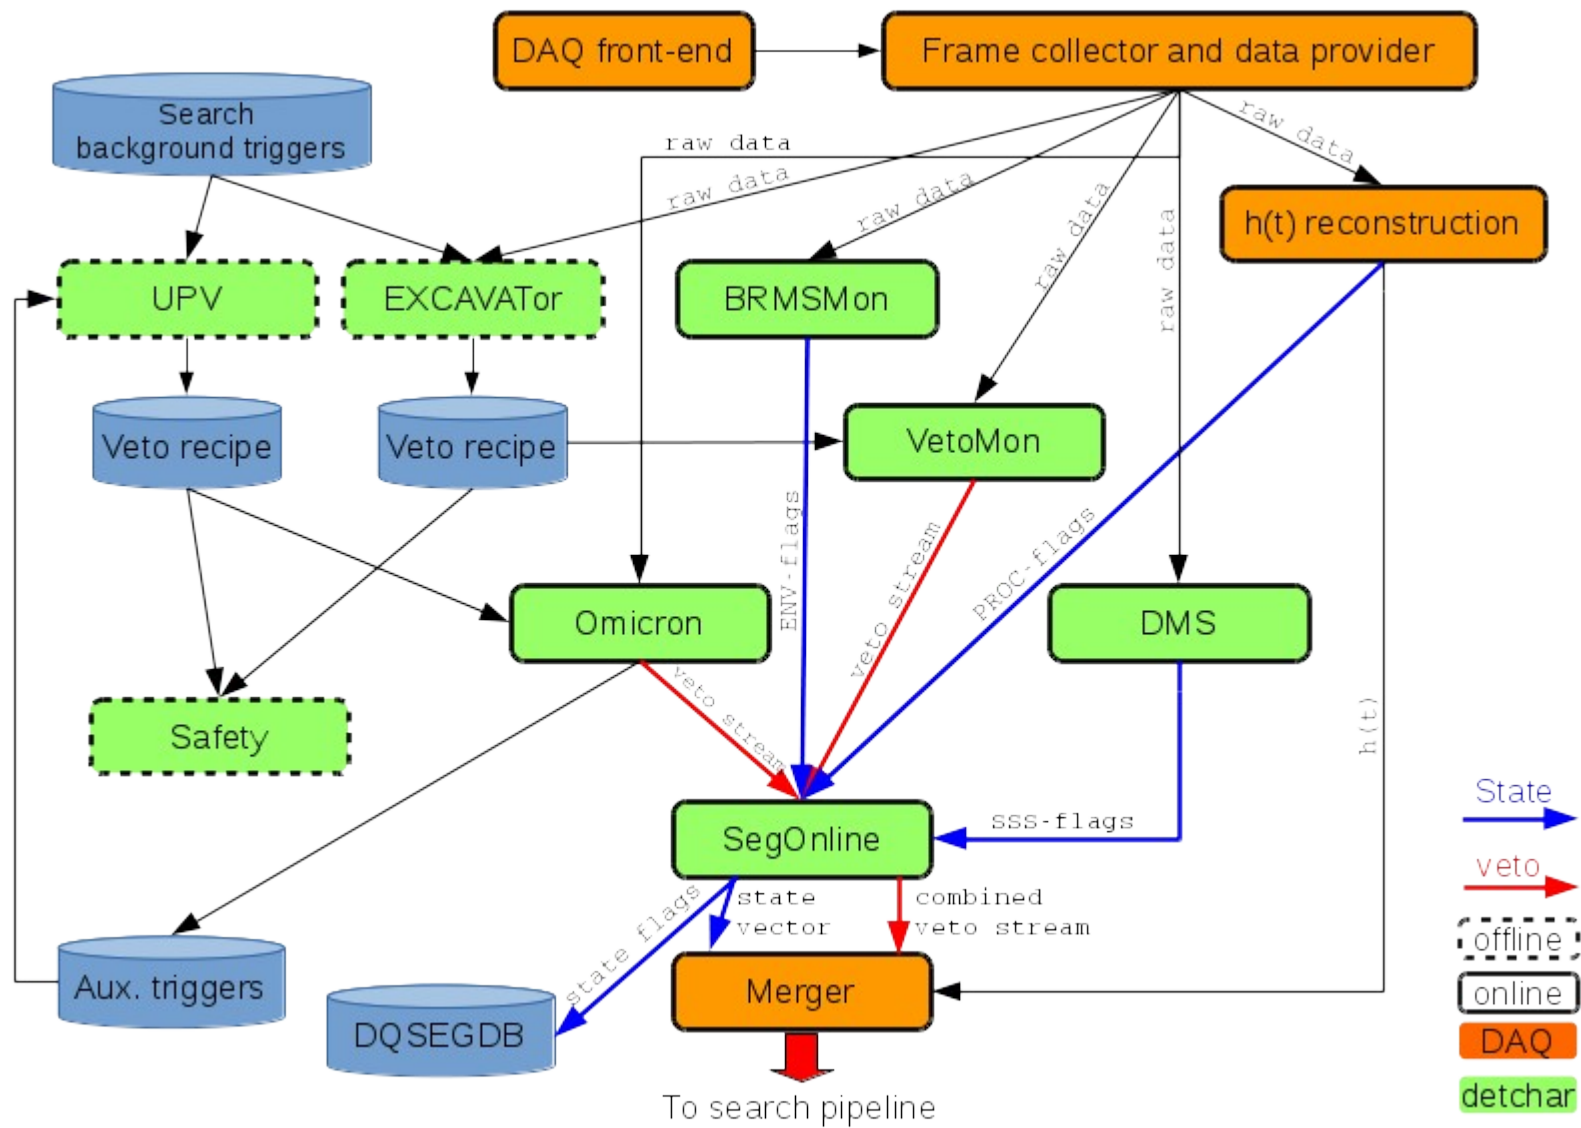 DAQ front-end
Frame collector and data provider
Search
background triggers
raw data
raw data
raw data
raw data
raw data
raw data
h(t) reconstruction
UPV
EXCAVATor
BRMSMon
Veto recipe
Veto recipe
VetoMon
ENV-flags
veto stream
PROC-flags
Omicron
DMS
veto stream
Safety
h(t)
State
SegOnline
SSS-flags
veto
state flags
state
vector
combined
veto stream
offline
Aux. triggers
Merger
online
DQSEGDB
DAQ
detchar
To search pipeline